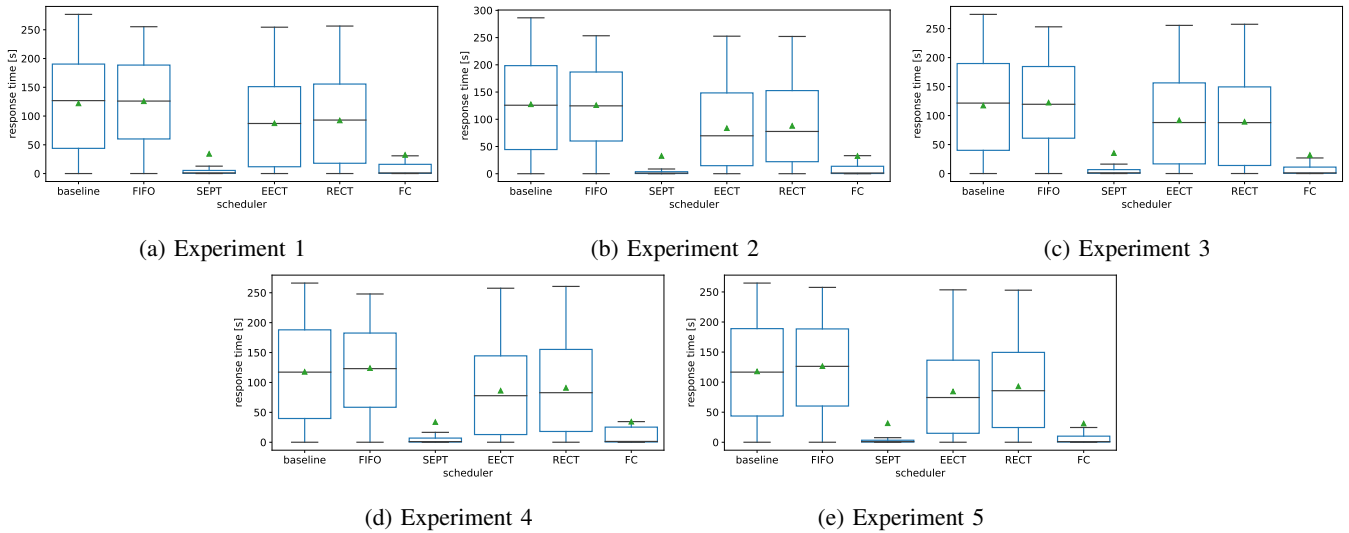 response time [s]
250
200
150
100
50
0
baseline FIFO SEPT EECT RECT FC
scheduler
(a) Experiment 1
response time [s]
300
250
200
150
100
50
0
baseline FIFO SEPT EECT RECT FC
scheduler
(b) Experiment 2
response time [s]
250
200
150
100
50
0
baseline FIFO SEPT EECT RECT FC
scheduler
(c) Experiment 3
response time [s]
250
200
150
100
50
0
baseline FIFO SEPT EECT RECT FC
scheduler
(d) Experiment 4
response time [s]
250
200
150
100
50
0
baseline FIFO SEPT EECT RECT FC
scheduler
(e) Experiment 5